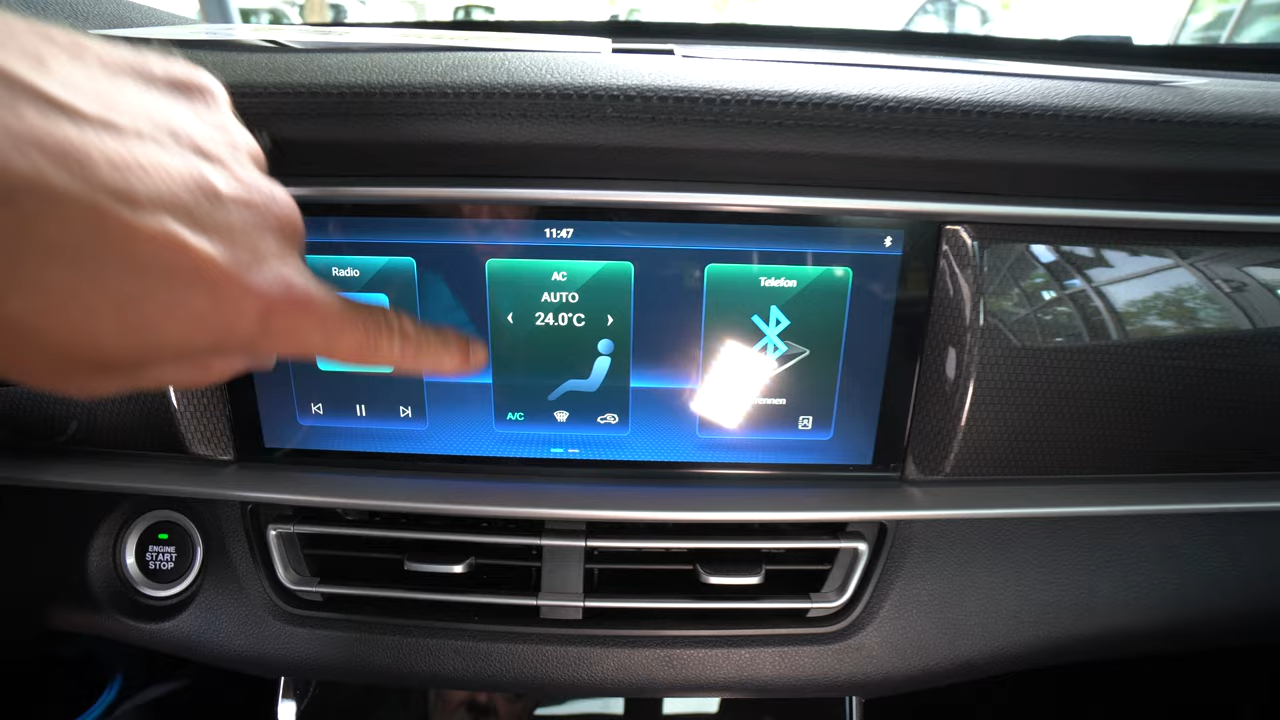 11:47
Radio
AC
AUTO
24.0°C
A/C
Telefon
ENGINE
START
STOP